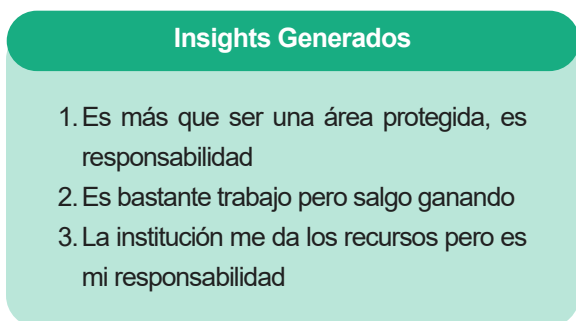 Insights Generados
1. Es más que ser una área protegida, es
responsabilidad
2. Es bastante trabajo pero salgo ganando
3. La institución me da los recursos pero es
mi responsabilidad